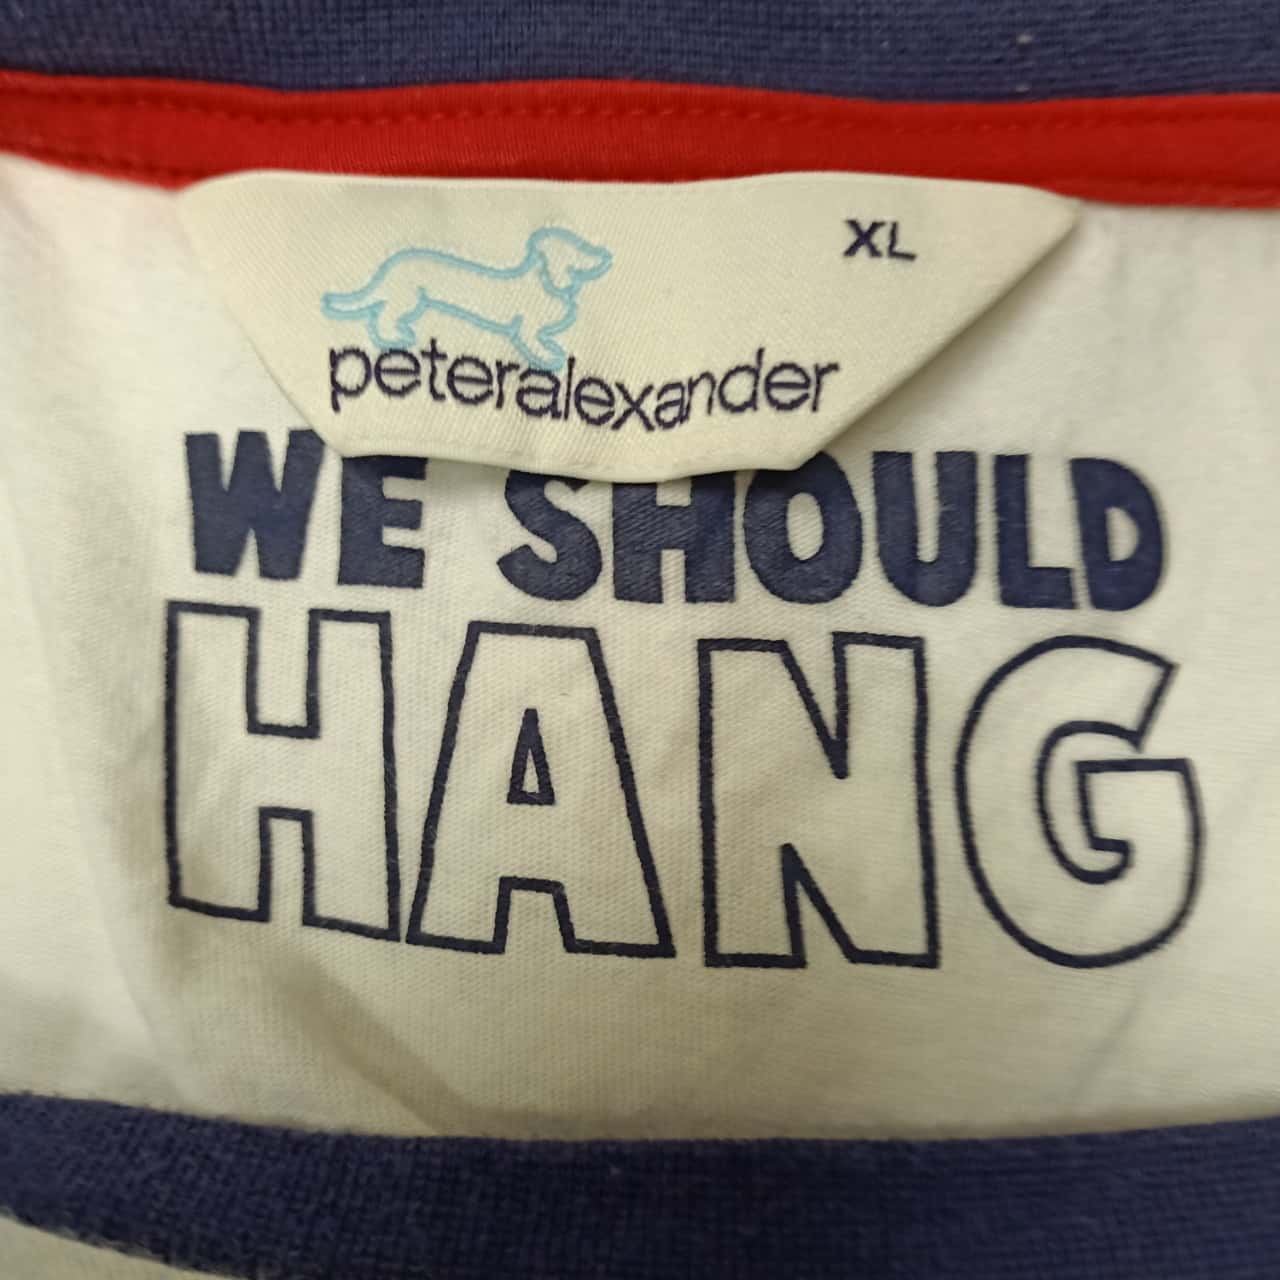 XL
peteralexander
WE SHOULD
HANG